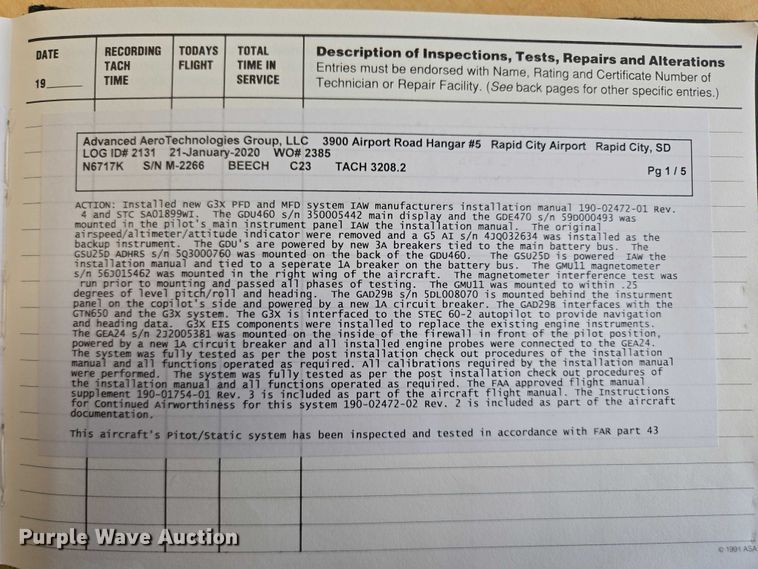 DATE
19
RECORDING TACH TIME
TODAYS FLIGHT
TOTAL TIME IN SERVICE
Description of Inspections, Tests, Repairs and Alterations
Entries must be endorsed with Name, Rating and Certificate Number of
Technician or Repair Facility. (See back pages for other specific entries.)
Advanced AeroTechnologies Group, LLC 3900 Airport Road Hangar #5 Rapid City Airport Rapid City, SD
LOG ID# 2131 21-January-2020 WO# 2385
N6717K S/N M-2266 BEECH C23 TACH 3208.2
Pg 1 / 5
ACTION: Installed new G3X PFD and MFD system IAW manufacturers installation manual 190-02472-01 Rev.
4 and STC SA01899WI. The GDU460 s/n 350005442 main display and the GDE470 s/n 59D000493 was
mounted in the pilot's main instrument panel IAW the installation manual. The original
airspeed/altimeter/attitude indicator were removed and a G5 AI s/n 4JQ032634 was installed as the
backup instrument. The GDU's are powered by new 3A breakers tied to the main battery bus. The
GSU25D ADHRS s/n 5Q3000760 was mounted on the back of the GDU460. The GSU25D is powered IAW the
installation manual and tied to a seperate 1A breaker on the battery bus. The GMU11 magnetometer
s/n 56J015462 was mounted in the right wing of the aircraft. The magnetometer interference test was
run prior to mounting and passed all phases of testing. The GMU11 was mounted to within .25
degrees of level pitch/roll and heading. The GAD29B s/n 5DL008070 is mounted behind the insturment
panel on the copilot's side and powered by a new 1A circuit breaker. The GAD29B interfaces with the
GTN650 and the G3X system. The G3X is interfaced to the STEC 60-2 autopilot to provide navigation
and heading data. G3X EIS components were installed to replace the existing engine instruments.
The GEA24 s/n 2J2005381 was mounted on the inside of the firewall in front of the pilot position,
powered by a new 1A circuit breaker and all installed engine probes were connected to the GEA24.
The system was fully tested as per the post installation check out procedures of the installation
manual and all functions operated as required. All calibrations required by the installation manual
were performed. The system was fully tested as per the post installation check out procedures of
the installation manual and all functions operated as required. The FAA approved flight manual
supplement 190-01754-01 Rev. 3 is included as part of the aircraft flight manual. The Instructions
for Continued Airworthiness for this system 190-02472-02 Rev. 2 is included as part of the aircraft
documentation.
This aircraft's Pitot/Static system has been inspected and tested in accordance with FAR part 43
Purple Wave Auction
© 1991 ASA